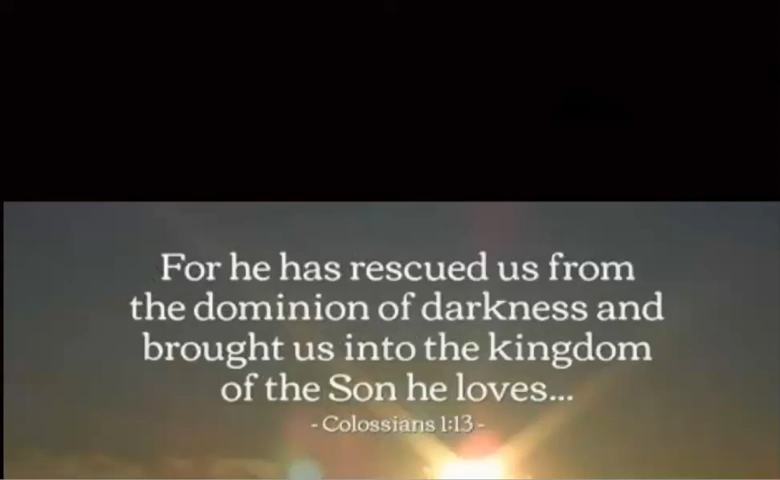 For he has rescued us from
the dominion of darkness and
brought us into the kingdom
of the Son he loves...
- Colossians 1:13 -